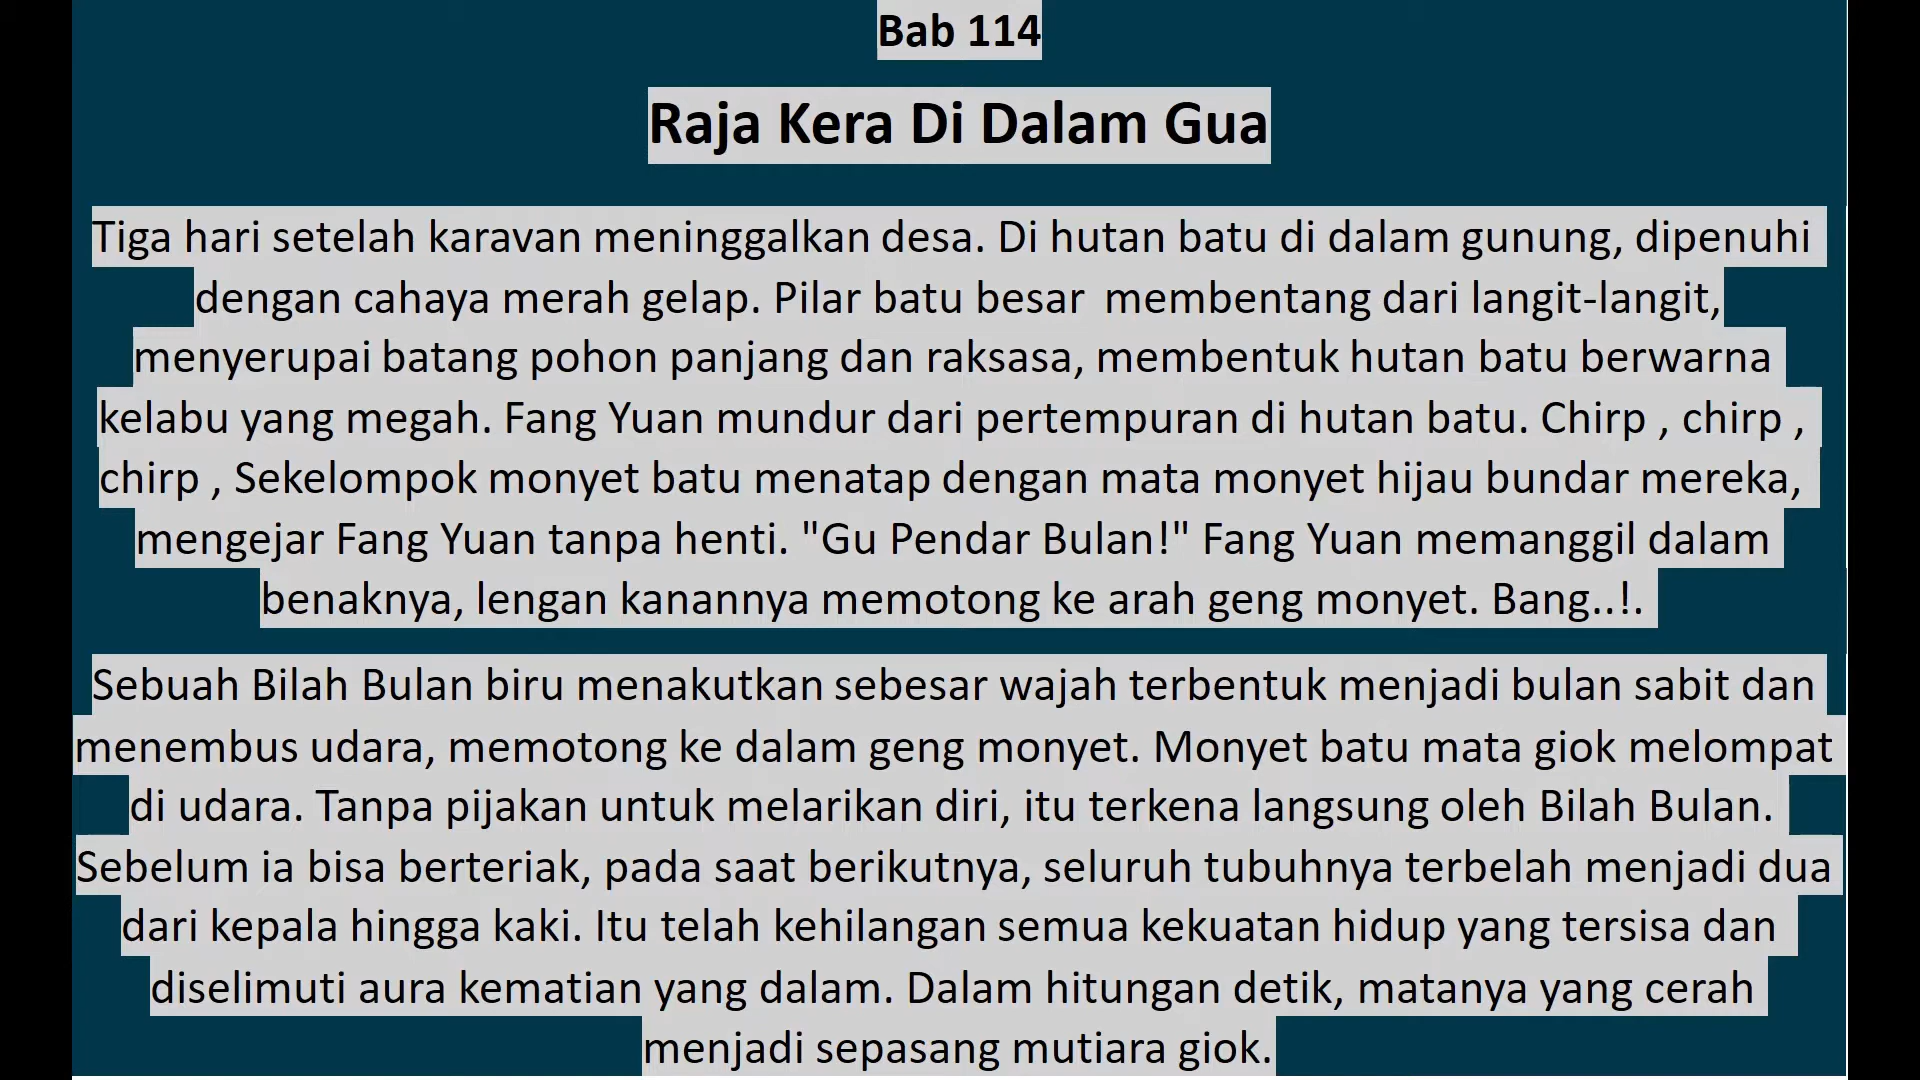 Bab 114
Raja Kera Di Dalam Gua
Tiga hari setelah karavan meninggalkan desa. Di hutan batu di dalam gunung, dipenuhi
dengan cahaya merah gelap. Pilar batu besar  membentang dari langit-langit,
menyerupai batang pohon panjang dan raksasa, membentuk hutan batu berwarna
kelabu yang megah. Fang Yuan mundur dari pertempuran di hutan batu. Chirp , chirp ,
chirp , Sekelompok monyet batu menatap dengan mata monyet hijau bundar mereka,
mengejar Fang Yuan tanpa henti. "Gu Pendar Bulan!" Fang Yuan memanggil dalam
benaknya, lengan kanannya memotong ke arah geng monyet. Bang..!.
Sebuah Bilah Bulan biru menakutkan sebesar wajah terbentuk menjadi bulan sabit dan
menembus udara, memotong ke dalam geng monyet. Monyet batu mata giok melompat
di udara. Tanpa pijakan untuk melarikan diri, itu terkena langsung oleh Bilah Bulan.
Sebelum ia bisa berteriak, pada saat berikutnya, seluruh tubuhnya terbelah menjadi dua
dari kepala hingga kaki. Itu telah kehilangan semua kekuatan hidup yang tersisa dan
diselimuti aura kematian yang dalam. Dalam hitungan detik, matanya yang cerah
menjadi sepasang mutiara giok.